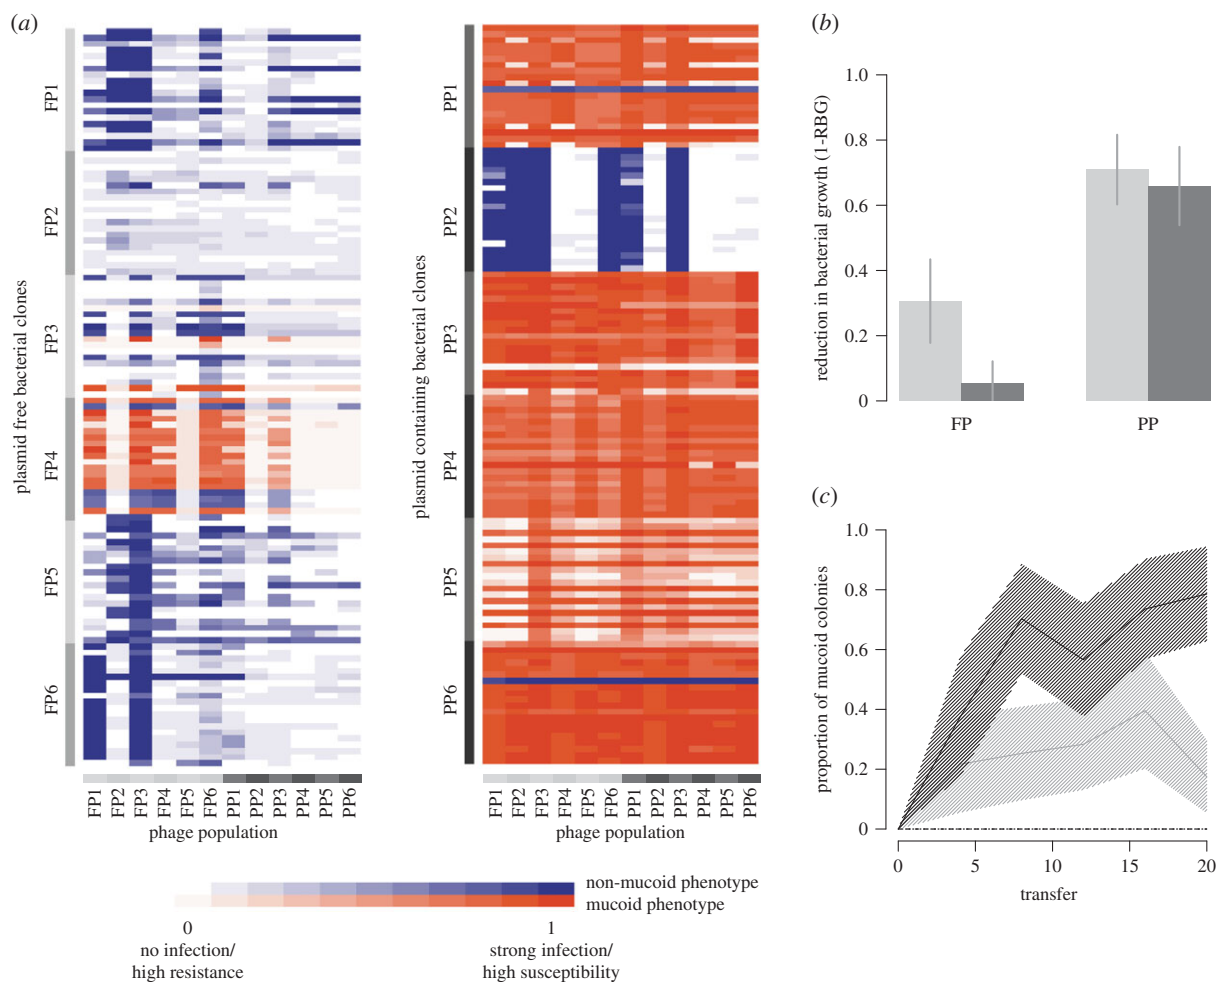 (a)
plasmid free bacterial clones
FP1
FP2
FP3
FP4
FP5
FP6
FP1
FP2
FP3
FP4
FP5
FP6
PP1
PP2
PP3
PP4
PP5
PP6
phage population
plasmid containing bacterial clones
PP1
PP2
PP3
PP4
PP5
PP6
FP1
FP2
FP3
FP4
FP5
FP6
PP1
PP2
PP3
PP4
PP5
PP6
phage population
non-mucoid phenotype
mucoid phenotype
0
1
no infection/
high resistance
strong infection/
high susceptibility
(b)
reduction in bacterial growth (1-RBG)
1.0
0.8
0.6
0.4
0.2
0
FP
PP
(c)
proportion of mucoid colonies
1.0
0.8
0.6
0.4
0.2
0
0
5
10
15
20
transfer